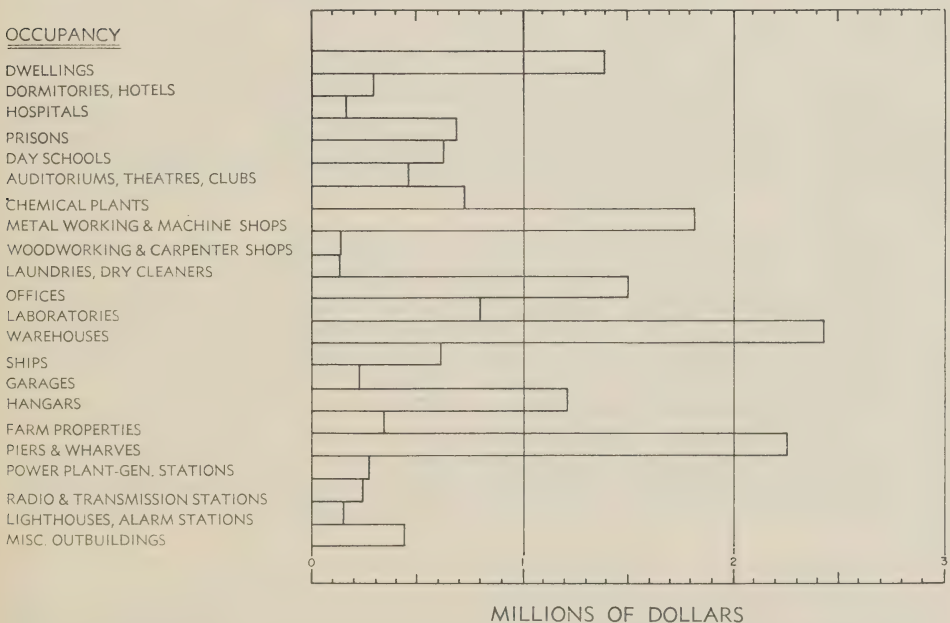 OCCUPANCY
DWELLINGS
DORMITORIES, HOTELS
HOSPITALS
PRISONS
DAY SCHOOLS
AUDITORIUMS, THEATRES, CLUBS
CHEMICAL PLANTS
METAL WORKING & MACHINE SHOPS
WOODWORKING & CARPENTER SHOPS
LAUNDRIES, DRY CLEANERS
OFFICES
LABORATORIES
WAREHOUSES
SHIPS
GARAGES
HANGARS
FARM PROPERTIES
PIERS & WHARVES
POWER PLANT-GEN. STATIONS
RADIO & TRANSMISSION STATIONS
LIGHTHOUSES, ALARM STATIONS
MISC. OUTBUILDINGS
0 1 2 3
MILLIONS OF DOLLARS